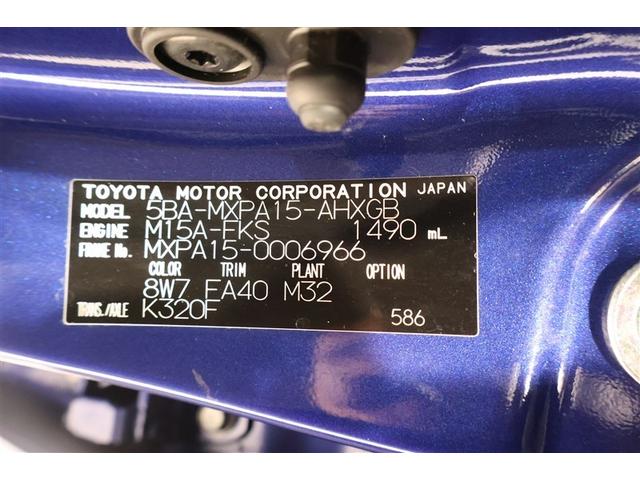 TOYOTA MOTOR CORPORATION JAPAN
MODEL 5BA-MXPA15-AHXGB
ENGINE M15A-FKS 1490 mL
FRAME No. MXPA15-0006966
COLOR TRIM PLANT OPTION
8W7 EA40 M32
TRANS./AXLE K320F 586